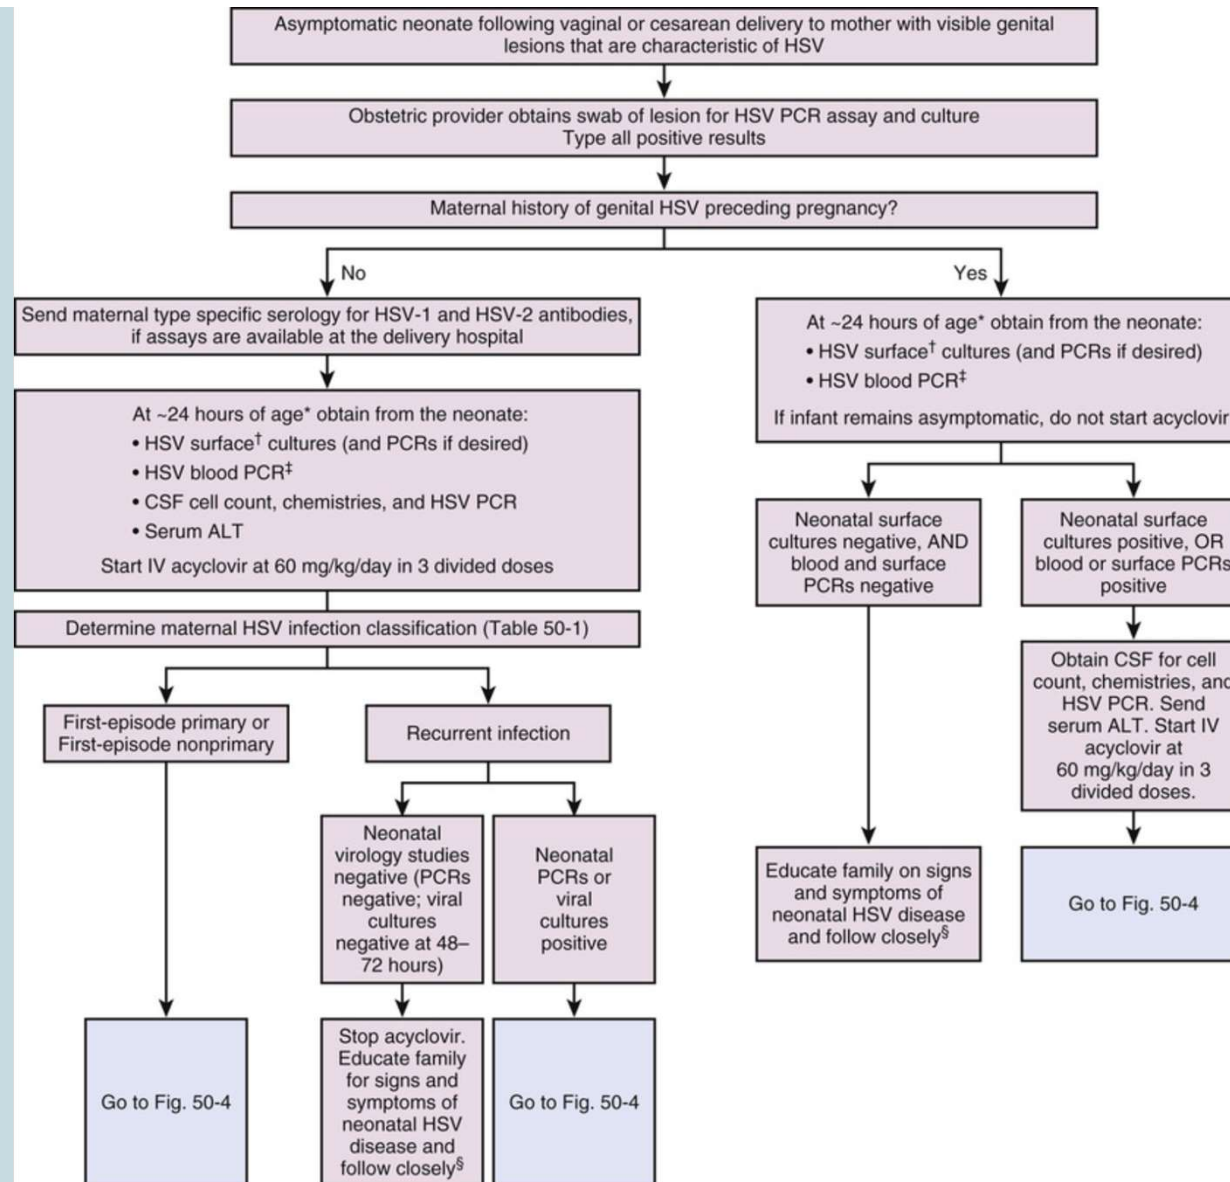 Asymptomatic neonate following vaginal or cesarean delivery to mother with visible genital
lesions that are characteristic of HSV
Obstetric provider obtains swab of lesion for HSV PCR assay and culture
Type all positive results
Maternal history of genital HSV preceding pregnancy?
No
Send maternal type specific serology for HSV-1 and HSV-2 antibodies,
if assays are available at the delivery hospital
At ~24 hours of age* obtain from the neonate:
• HSV surface† cultures (and PCRs if desired)
• HSV blood PCR‡
• CSF cell count, chemistries, and HSV PCR
• Serum ALT
Start IV acyclovir at 60 mg/kg/day in 3 divided doses
Determine maternal HSV infection classification (Table 50-1)
First-episode primary or
First-episode nonprimary
Go to Fig. 50-4
Recurrent infection
Neonatal
virology studies
negative (PCRs
negative; viral
cultures
negative at 48–
72 hours)
Stop acyclovir.
Educate family
for signs and
symptoms of
neonatal HSV
disease and
follow closely§
Neonatal
PCRs or
viral
cultures
positive
Go to Fig. 50-4
Yes
At ~24 hours of age* obtain from the neonate:
• HSV surface† cultures (and PCRs if desired)
• HSV blood PCR‡
If infant remains asymptomatic, do not start acyclovir
Neonatal surface
cultures negative, AND
blood and surface
PCRs negative
Educate family on signs
and symptoms of
neonatal HSV disease
and follow closely§
Neonatal surface
cultures positive, OR
blood or surface PCRs
positive
Obtain CSF for cell
count, chemistries, and
HSV PCR. Send
serum ALT. Start IV
acyclovir at
60 mg/kg/day in 3
divided doses.
Go to Fig. 50-4